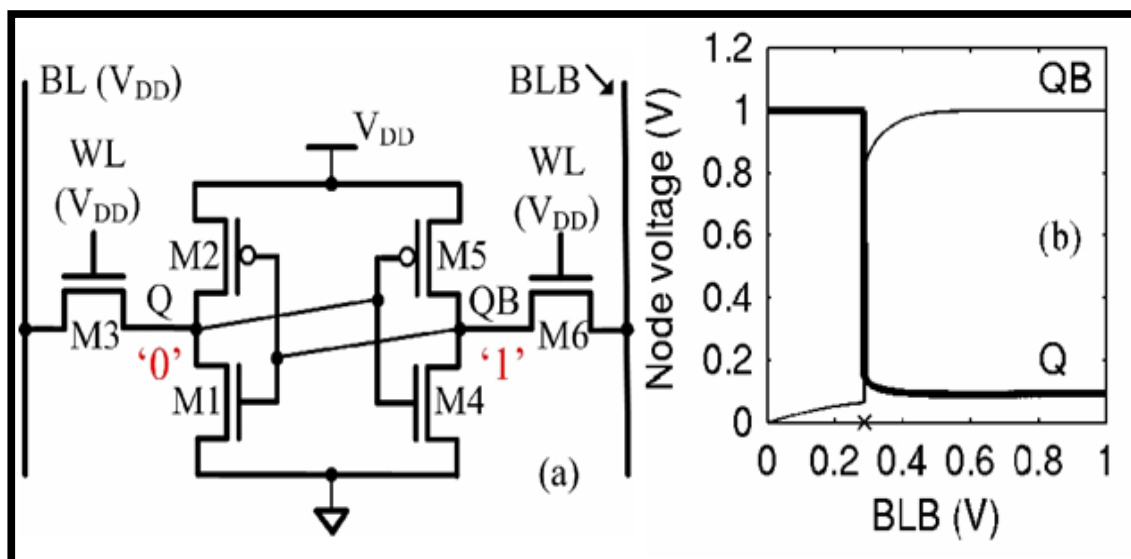 BL (VDD)
BLB
WL
(VDD)
VDD
WL
(VDD)
M2
M5
Q
QB
M3
M6
‘0’
‘1’
M1
M4
(a)
1.2
1
0.8
0.6
0.4
0.2
0
Node voltage (V)
QB
(b)
Q
0 0.2 0.4 0.6 0.8 1
BLB (V)